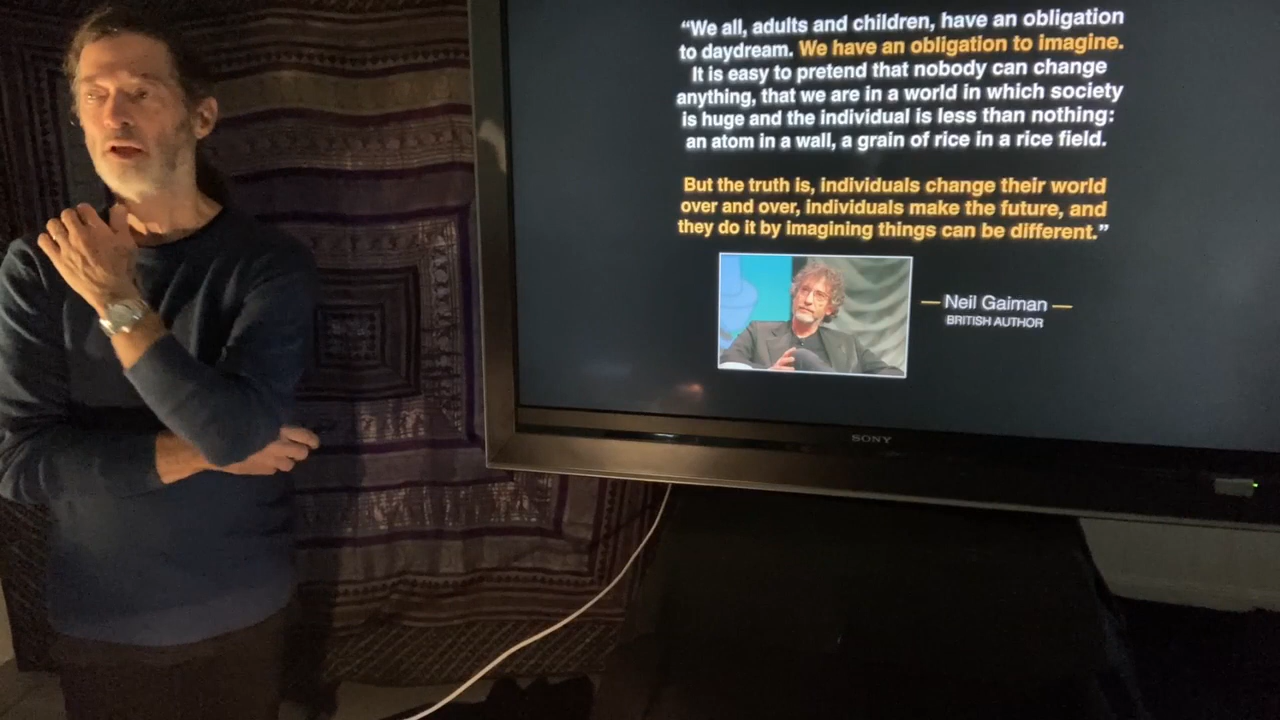 “We all, adults and children, have an obligation
to daydream. We have an obligation to imagine.
It is easy to pretend that nobody can change
anything, that we are in a world in which society
is huge and the individual is less than nothing:
an atom in a wall, a grain of rice in a rice field.
But the truth is, individuals change their world
over and over, individuals make the future, and
they do it by imagining things can be different.”
— Neil Gaiman —
BRITISH AUTHOR
SONY